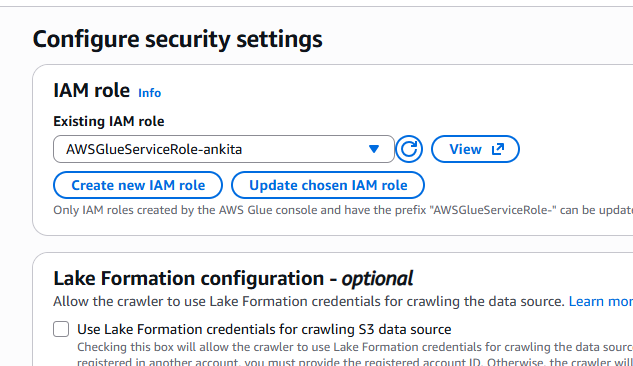 Configure security settings
IAM role Info
Existing IAM role
AWSGlueServiceRole-ankita
View
Create new IAM role Update chosen IAM role
Only IAM roles created by the AWS Glue console and have the prefix "AWSGlueServiceRole-" can be update
Lake Formation configuration - optional
Allow the crawler to use Lake Formation credentials for crawling the data source. Learn mor
Use Lake Formation credentials for crawling S3 data source
Checking this box will allow the crawler to use Lake Formation credentials for crawling the data sourc
registered in another account, you must provide the registered account ID. Otherwise, the crawler will